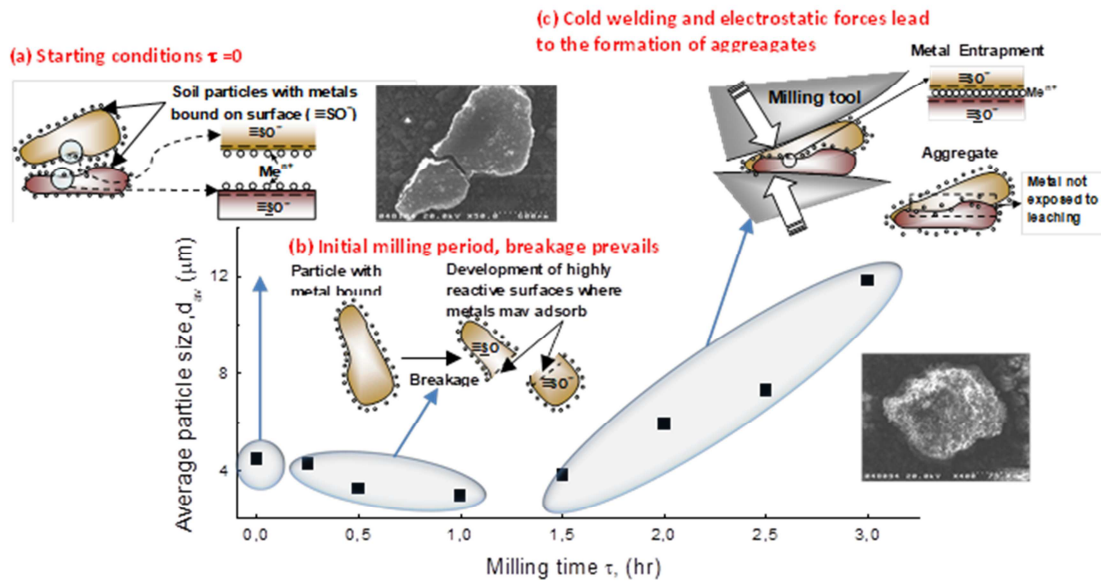 (c) Cold welding and electrostatic forces lead
to the formation of aggreagates
(a) Starting conditions τ =0
Soil particles with metals
bound on surface (≡SO⁻)
≡SO⁻
Meⁿ⁺
≡SO⁻
Metal Entrapment
≡SO⁻
Meⁿ⁺
≡SO⁻
Milling tool
Aggregate
Metal not
exposed to
leaching
(b) Initial milling period, breakage prevails
Particle with
metal bound
Development of highly
reactive surfaces where
metals may adsorb
≡SO⁻
≡SO⁻
Breakage
Average particle size,d_av (μm)
12
8
4
0,0
0,5
1,0
1,5
2,0
2,5
3,0
Milling time τ, (hr)